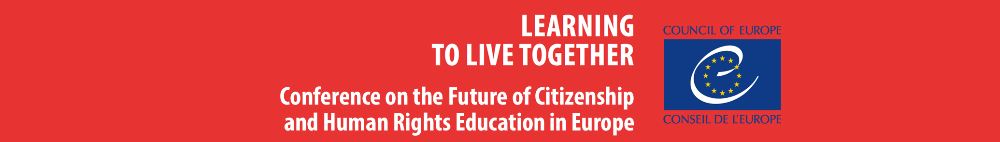 LEARNING
TO LIVE TOGETHER
Conference on the Future of Citizenship
and Human Rights Education in Europe
COUNCIL OF EUROPE
CONSEIL DE L'EUROPE